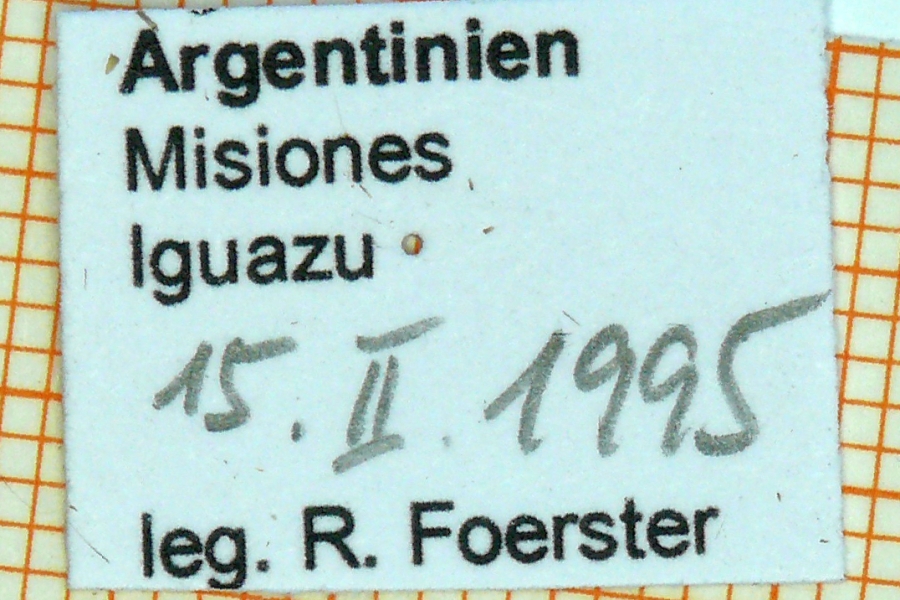 Argentinien
Misiones
Iguazu
15. II. 1995
leg. R. Foerster